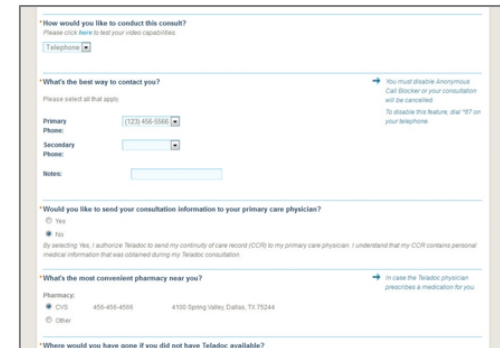 *How would you like to conduct this consult?
Please click here to test your video capabilities.
Telephone
*What's the best way to contact you?
Please select all that apply.
Primary
Phone:
(123) 456-5566
Secondary
Phone:
Notes:
You must disable Anonymous
Call Blocker or your consultation
will be cancelled.
To disable this feature, dial *87 on
your telephone.
*Would you like to send your consultation information to your primary care physician?
Yes
No
By selecting Yes, I authorize Teladoc to send my continuity of care record (CCR) to my primary care physician. I understand that my CCR contains personal
medical information that was obtained during my Teladoc consultation.
*What's the most convenient pharmacy near you?
Pharmacy:
CVS 456-456-4566 4100 Spring Valley, Dallas, TX 75244
Other
In case the Teladoc physician
prescribes a medication for you.
*Where would you have gone if you did not have Teladoc available?